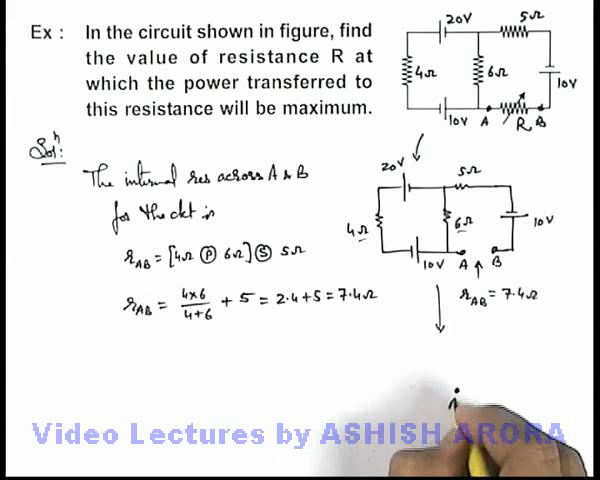 Ex : In the circuit shown in figure, find
the value of resistance R at
which the power transferred to
this resistance will be maximum.
20V 5Ω
4Ω 6Ω 10V
10V A R B
Solⁿ:
The internal res across A & B
for the ckt is
r_AB = [4Ω Ⓟ 6Ω] Ⓢ 5Ω
r_AB = 4×6/4+6 + 5 = 2.4+5 = 7.4Ω
20V 5Ω
4Ω 6Ω 10V
10V A B
r_AB = 7.4Ω
Video Lectures by ASHISH ARORA